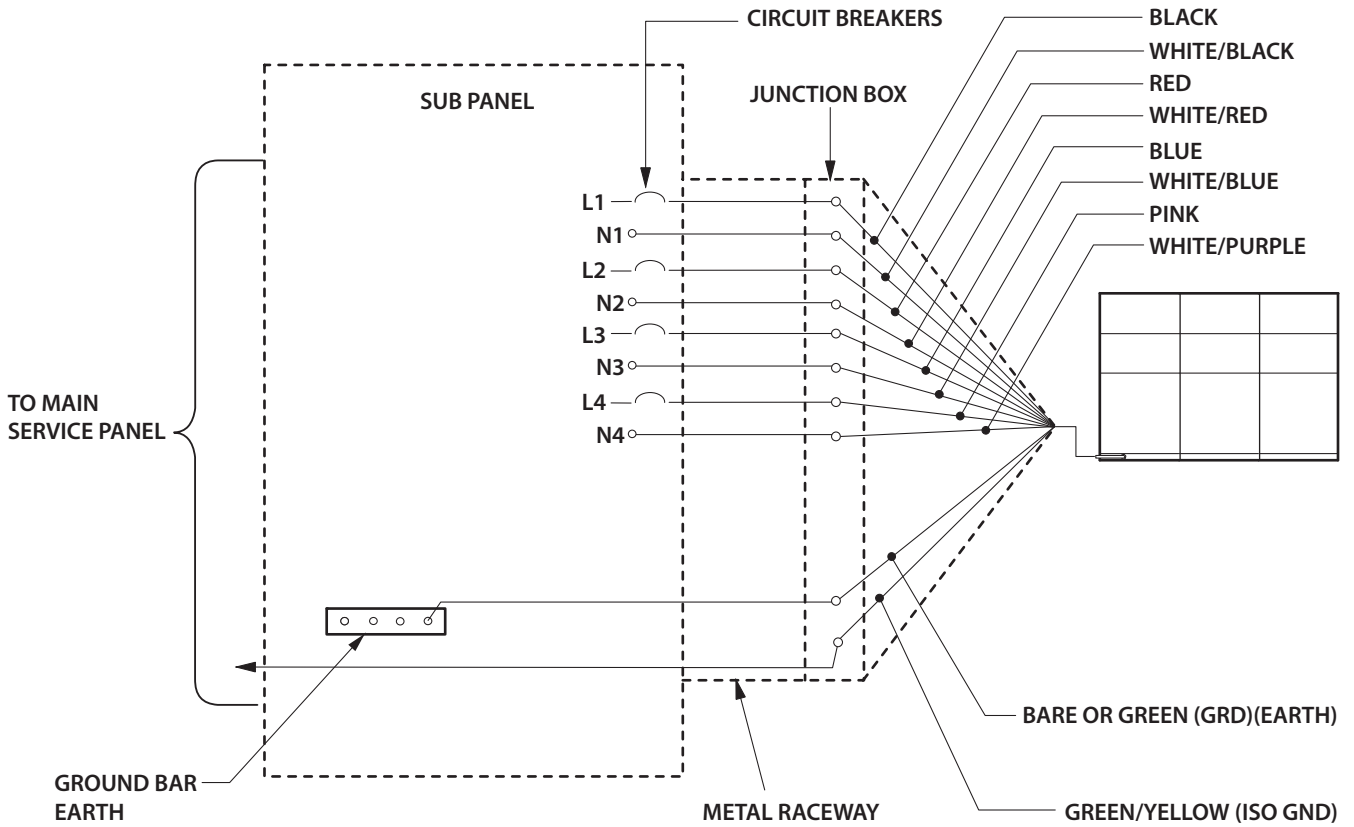 CIRCUIT BREAKERS
BLACK
WHITE/BLACK
RED
WHITE/RED
BLUE
WHITE/BLUE
PINK
WHITE/PURPLE
SUB PANEL
JUNCTION BOX
L1
N1
L2
N2
L3
N3
L4
N4
TO MAIN
SERVICE PANEL
BARE OR GREEN (GRD)(EARTH)
GROUND BAR
EARTH
METAL RACEWAY
GREEN/YELLOW (ISO GND)